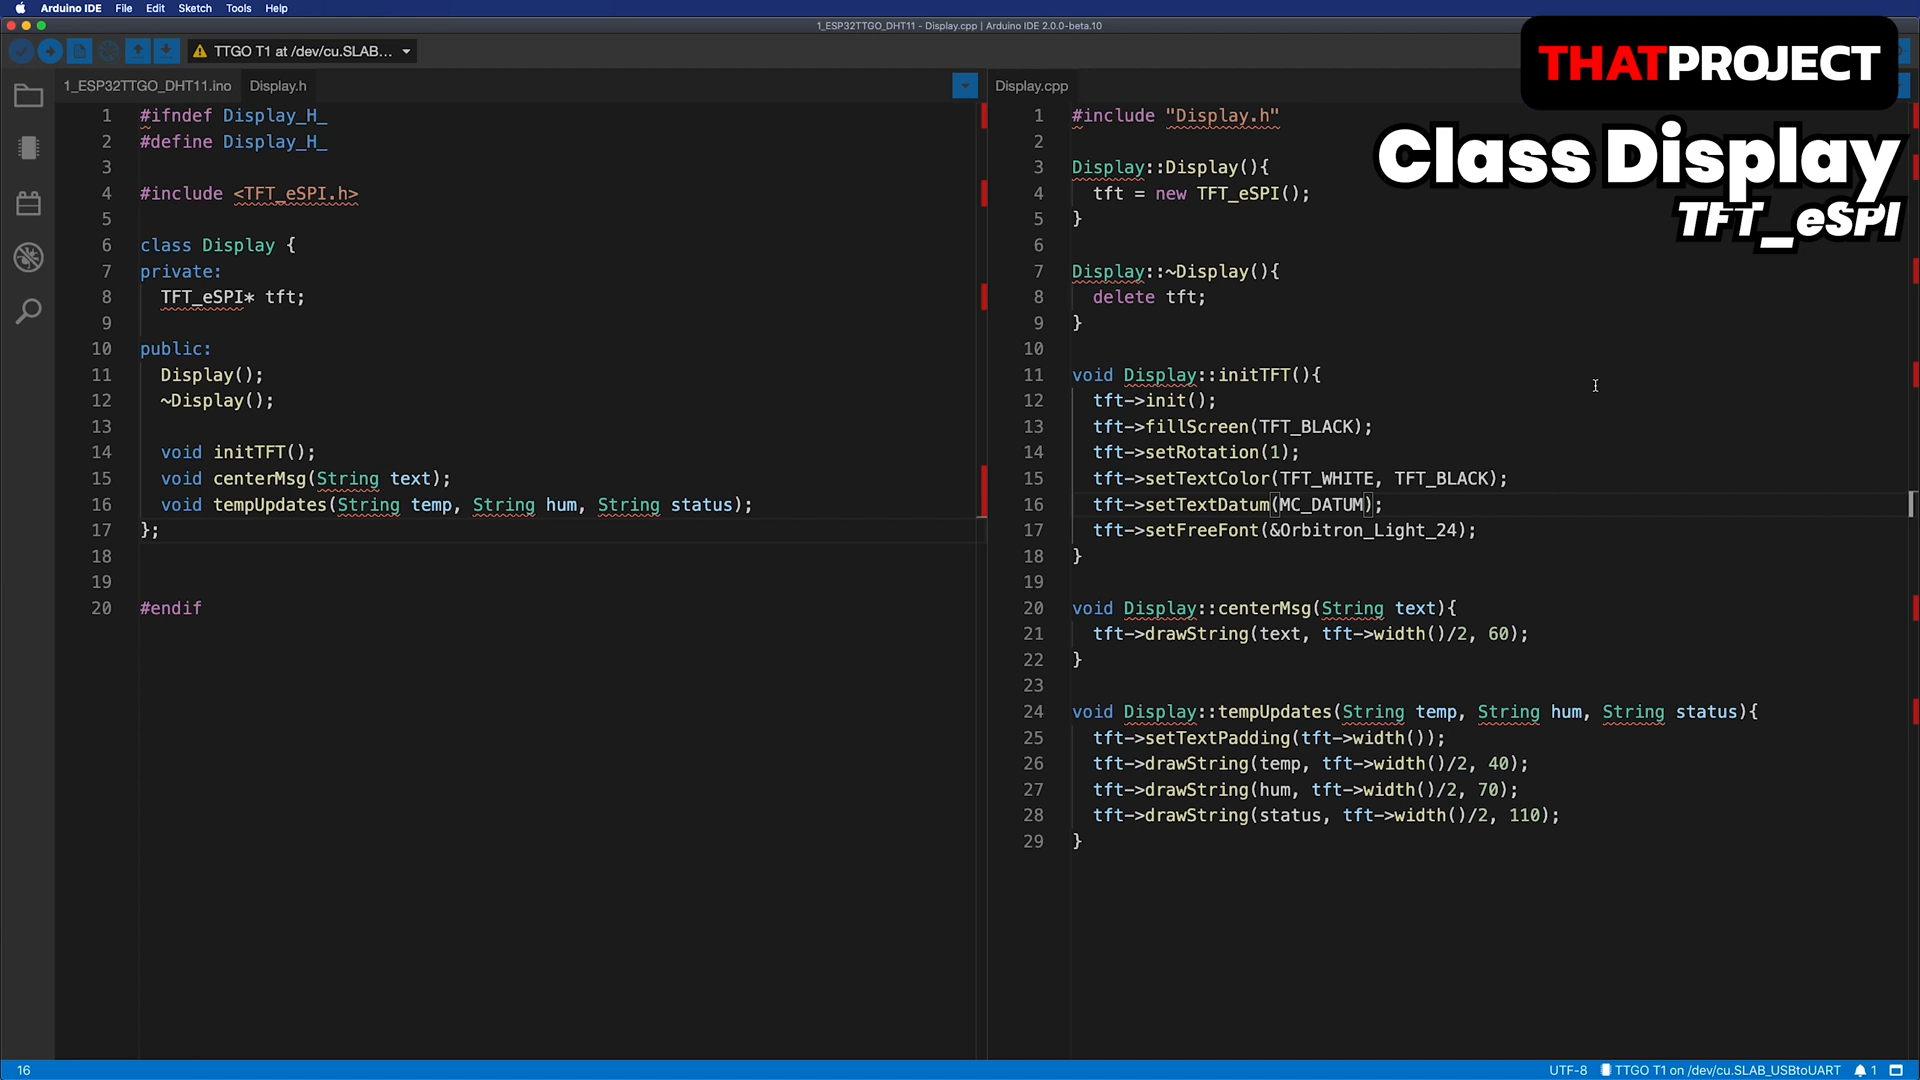 Arduino IDE File Edit Sketch Tools Help
1_ESP32TTGO_DHT11 - Display.cpp | Arduino IDE 2.0.0-beta.10
TTGO T1 at /dev/cu.SLAB...
THATPROJECT
Class Display
TFT_eSPI
1_ESP32TTGO_DHT11.ino Display.h
1 #ifndef Display_H_
2 #define Display_H_
3
4 #include <TFT_eSPI.h>
5
6 class Display {
7 private:
8 TFT_eSPI* tft;
9
10 public:
11 Display();
12 ~Display();
13
14 void initTFT();
15 void centerMsg(String text);
16 void tempUpdates(String temp, String hum, String status);
17 };
18
19
20 #endif
Display.cpp
1 #include "Display.h"
2
3 Display::Display(){
4 tft = new TFT_eSPI();
5 }
6
7 Display::~Display(){
8 delete tft;
9 }
10
11 void Display::initTFT(){
12 tft->init();
13 tft->fillScreen(TFT_BLACK);
14 tft->setRotation(1);
15 tft->setTextColor(TFT_WHITE, TFT_BLACK);
16 tft->setTextDatum(MC_DATUM);
17 tft->setFreeFont(&Orbitron_Light_24);
18 }
19
20 void Display::centerMsg(String text){
21 tft->drawString(text, tft->width()/2, 60);
22 }
23
24 void Display::tempUpdates(String temp, String hum, String status){
25 tft->setTextPadding(tft->width());
26 tft->drawString(temp, tft->width()/2, 40);
27 tft->drawString(hum, tft->width()/2, 70);
28 tft->drawString(status, tft->width()/2, 110);
29 }
16 UTF-8 TTGO T1 on /dev/cu.SLAB_USBtoUART 1